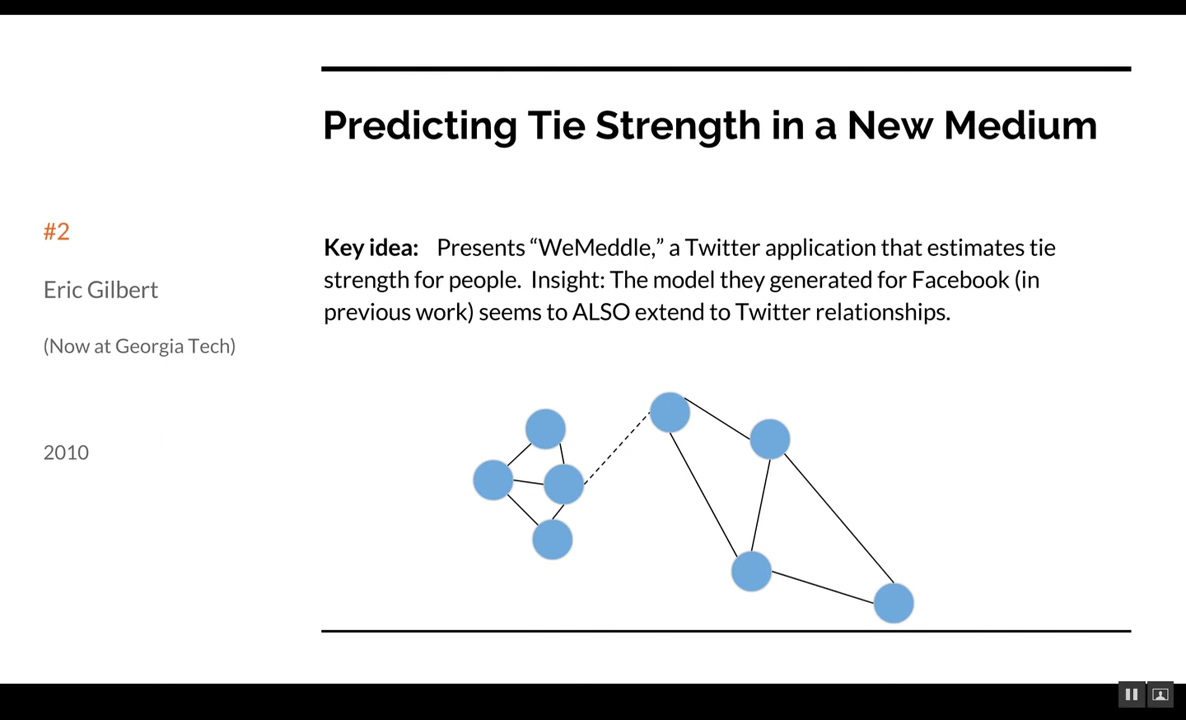 Predicting Tie Strength in a New Medium
#2
Eric Gilbert
(Now at Georgia Tech)
2010
Key idea: Presents “WeMeddle,” a Twitter application that estimates tie
strength for people. Insight: The model they generated for Facebook (in
previous work) seems to ALSO extend to Twitter relationships.